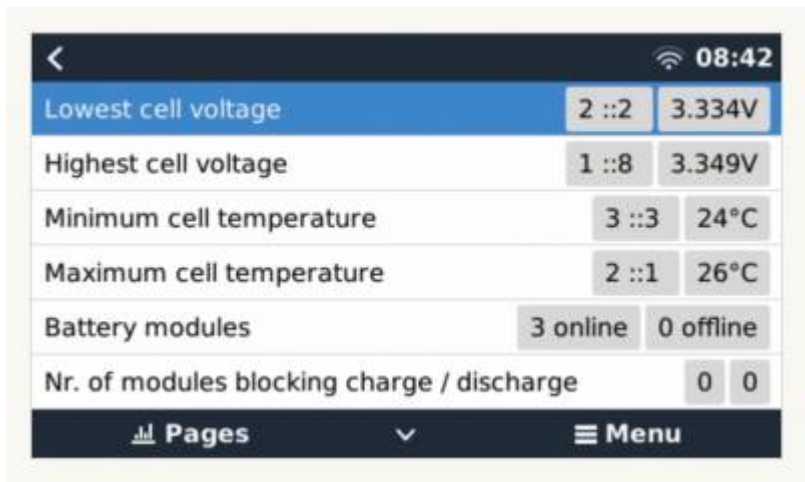 08:42
Lowest cell voltage 2 ::2 3.334V
Highest cell voltage 1 ::8 3.349V
Minimum cell temperature 3 ::3 24°C
Maximum cell temperature 2 ::1 26°C
Battery modules 3 online 0 offline
Nr. of modules blocking charge / discharge 0 0
Pages Menu